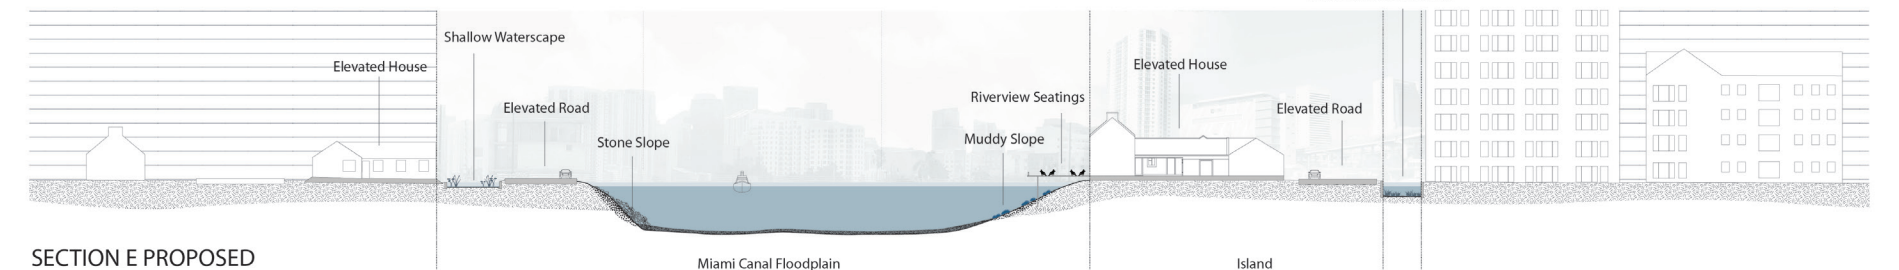 Shallow Waterscape
Elevated House
Elevated Road
Stone Slope
Riverview Seatings
Muddy Slope
Elevated House
Elevated Road
SECTION E PROPOSED
Miami Canal Floodplain
Island